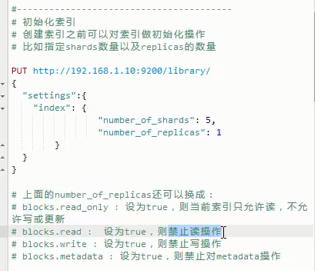 #----------------------------------------
# 初始化索引
# 创建索引之前可以对索引做初始化操作
# 比如指定shards数量以及replicas的数量
PUT http://192.168.1.10:9200/library/
{
"settings":{
"index": {
"number_of_shards": 5,
"number_of_replicas": 1
}
}
}
# 上面的number_of_replicas还可以换成：
# blocks.read_only : 设为true，则当前索引只允许读，不允
许写或更新
# blocks.read : 设为true，则禁止读操作
# blocks.write : 设为true，则禁止写操作
# blocks.metadata : 设为true，则禁止对metadata操作